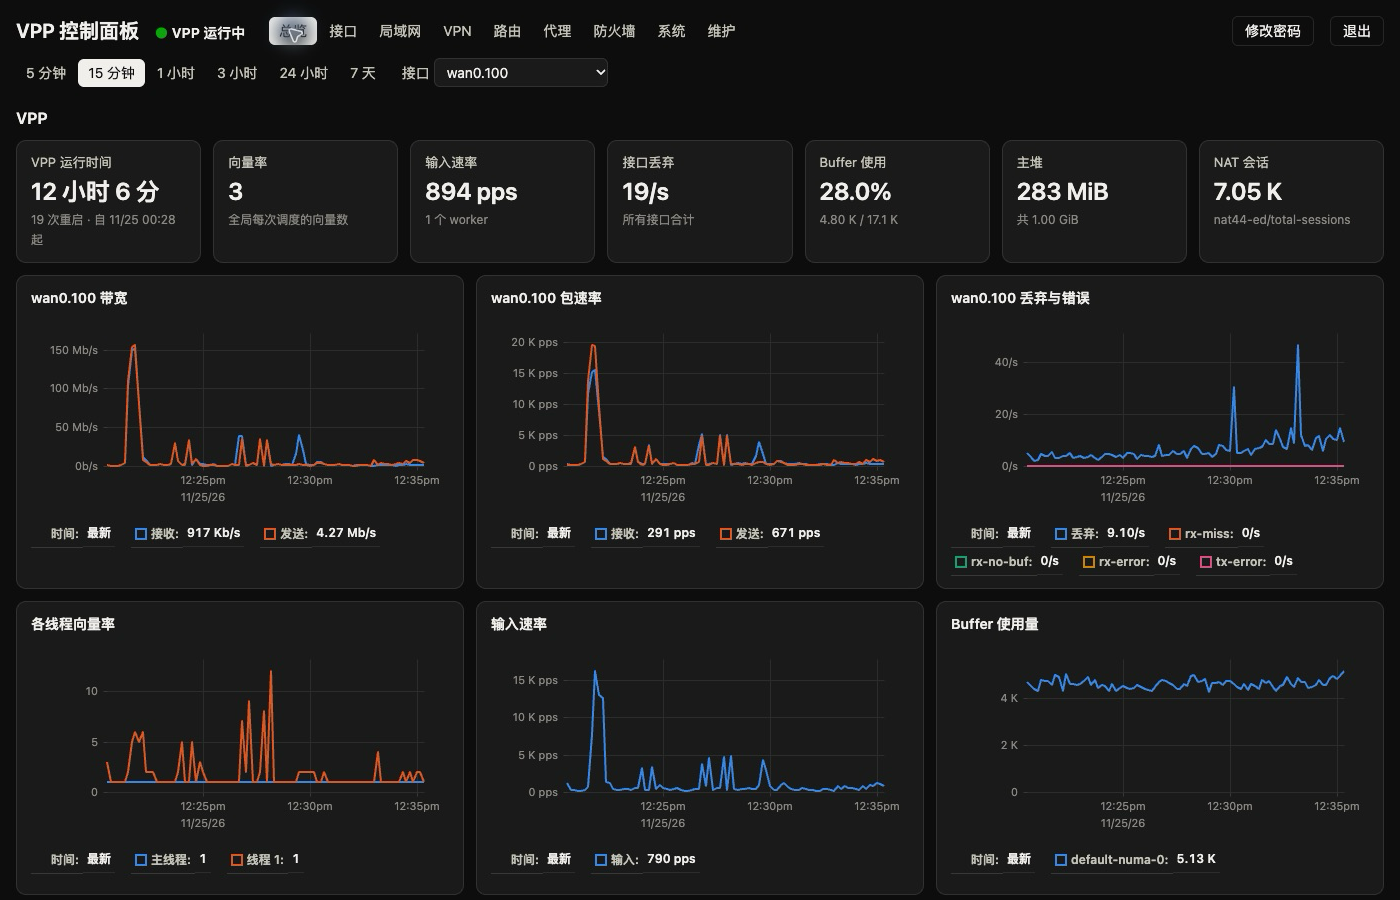 VPP 控制面板 VPP 运行中 总览 接口 局域网 VPN 路由 代理 防火墙 系统 维护 修改密码 退出
5 分钟 15 分钟 1 小时 3 小时 24 小时 7 天 接口 wan0.100
VPP
VPP 运行时间
12 小时 6 分
19 次重启 · 自 11/25 00:28
起
向量率
3
全局每次调度的向量数
输入速率
894 pps
1 个 worker
接口丢弃
19/s
所有接口合计
Buffer 使用
28.0%
4.80 K / 17.1 K
主堆
283 MiB
共 1.00 GiB
NAT 会话
7.05 K
nat44-ed/total-sessions
wan0.100 带宽
150 Mb/s
100 Mb/s
50 Mb/s
0b/s
12:25pm 12:30pm 12:35pm
11/25/26
时间: 最新 接收: 917 Kb/s 发送: 4.27 Mb/s
wan0.100 包速率
20 K pps
15 K pps
10 K pps
5 K pps
0 pps
12:25pm 12:30pm 12:35pm
11/25/26
时间: 最新 接收: 291 pps 发送: 671 pps
wan0.100 丢弃与错误
40/s
20/s
0/s
12:25pm 12:30pm 12:35pm
11/25/26
时间: 最新 丢弃: 9.10/s rx-miss: 0/s
rx-no-buf: 0/s rx-error: 0/s tx-error: 0/s
各线程向量率
10
5
0
12:25pm 12:30pm 12:35pm
11/25/26
时间: 最新 主线程: 1 线程 1: 1
输入速率
15 K pps
10 K pps
5 K pps
0 pps
12:25pm 12:30pm 12:35pm
11/25/26
时间: 最新 输入: 790 pps
Buffer 使用量
4 K
2 K
0
12:25pm 12:30pm 12:35pm
11/25/26
时间: 最新 default-numa-0: 5.13 K